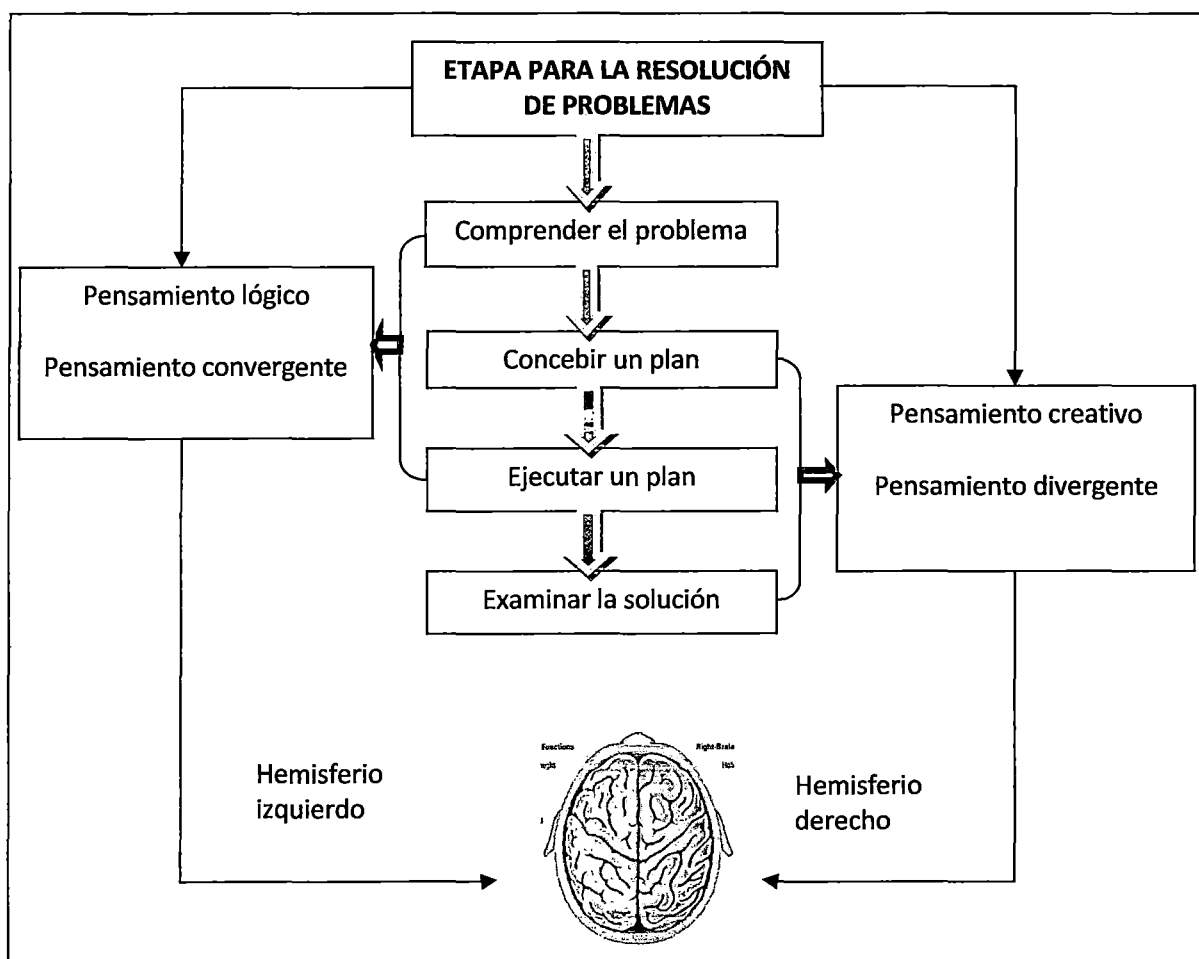 ETAPA PARA LA RESOLUCIÓN
DE PROBLEMAS
Comprender el problema
Pensamiento lógico
Pensamiento convergente
Concebir un plan
Pensamiento creativo
Ejecutar un plan
Pensamiento divergente
Examinar la solución
Functions
Right-Brain
Hemisferio
izquierdo
Hemisferio
derecho